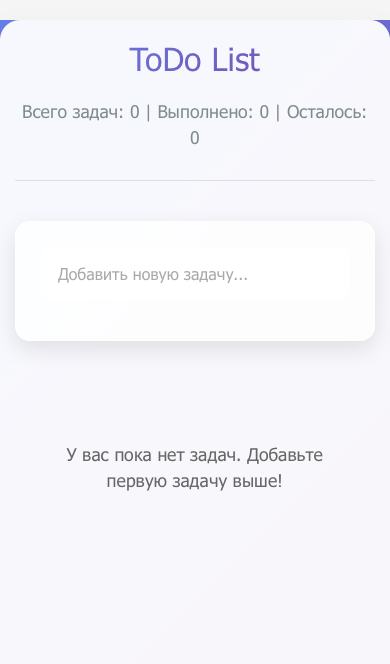 ToDo List
Всего задач: 0 | Выполнено: 0 | Осталось:
0
Добавить новую задачу...
У вас пока нет задач. Добавьте
первую задачу выше!